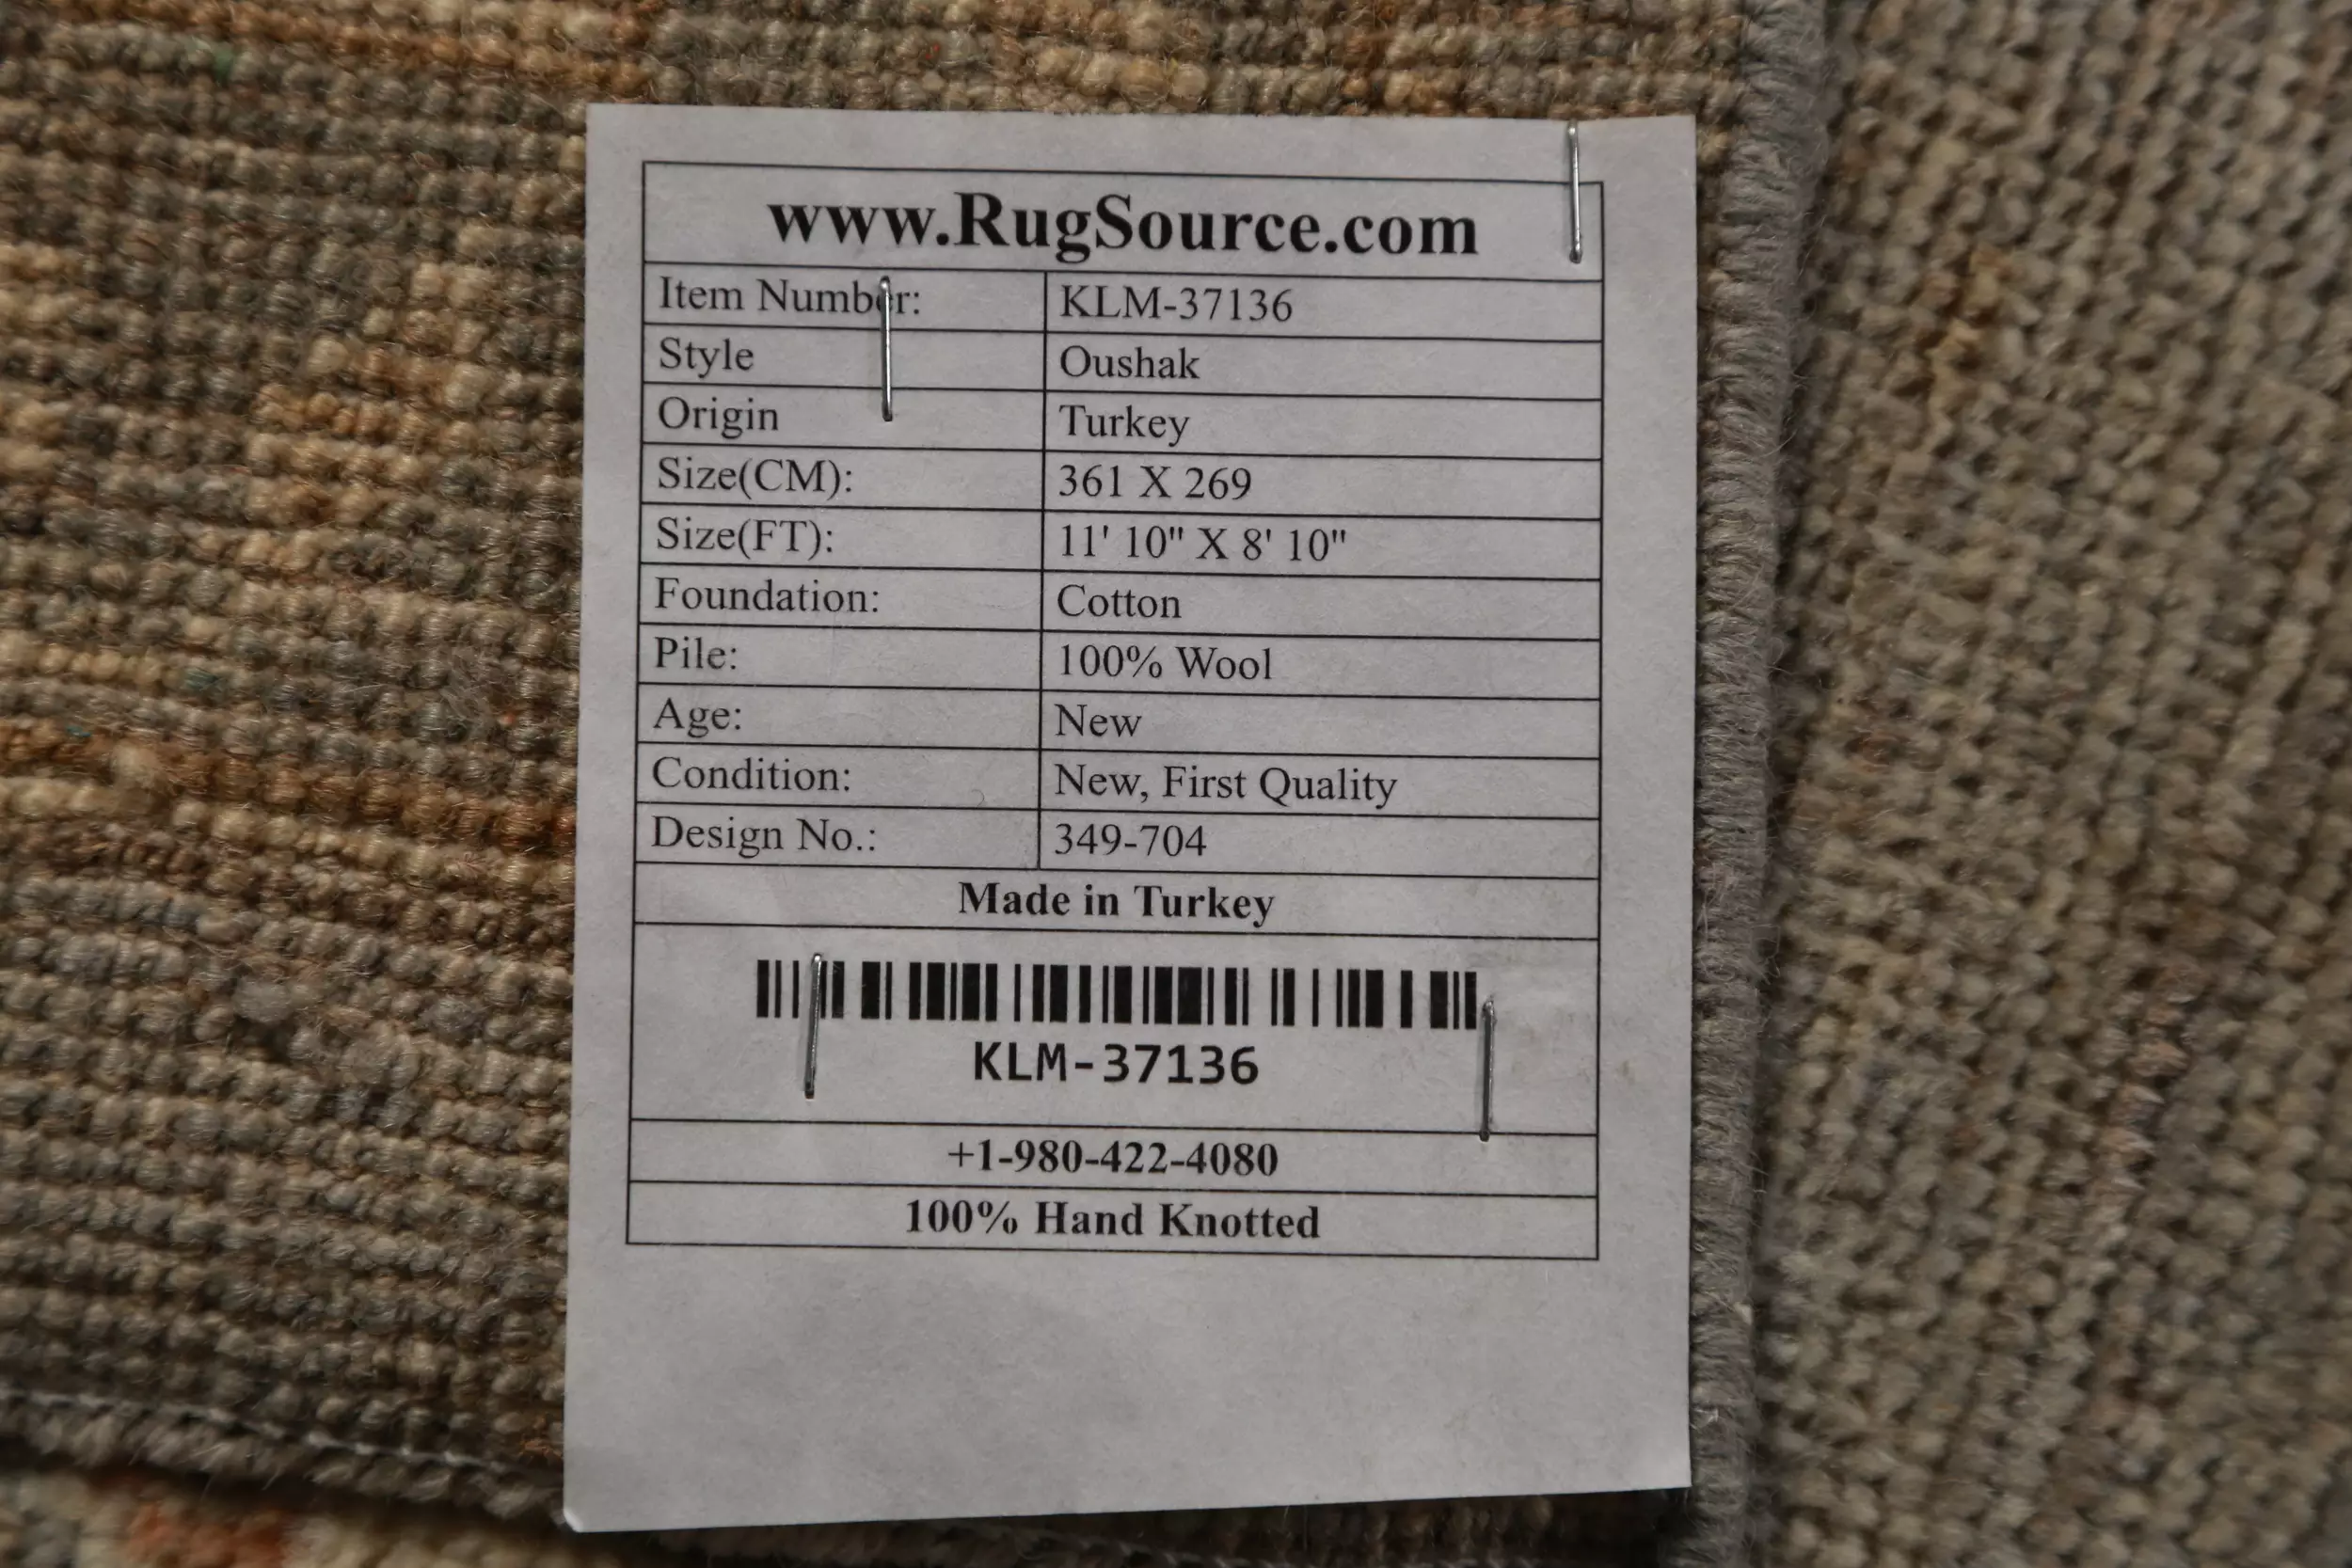 www.RugSource.com
Item Number: KLM-37136
Style Oushak
Origin Turkey
Size(CM): 361 X 269
Size(FT): 11' 10" X 8' 10"
Foundation: Cotton
Pile: 100% Wool
Age: New
Condition: New, First Quality
Design No.: 349-704
Made in Turkey
KLM-37136
+1-980-422-4080
100% Hand Knotted